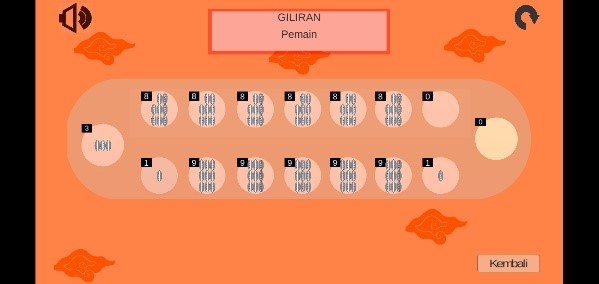 GILIRAN
Pemain
8 8 8 8 8 8 0
3
0
1 9 9 9 9 9 1
Kembali